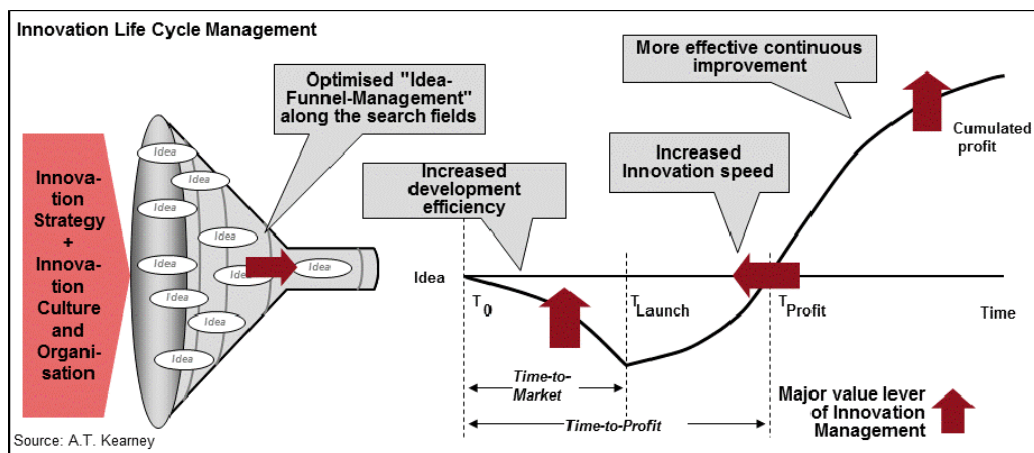 Innovation Life Cycle Management
Innova-
tion
Strategy
+
Innova-
tion
Culture
and
Organi-
sation
Idea
Idea
Idea
Idea
Idea
Idea
Idea
Idea
Idea
Idea
Optimised "Idea-
Funnel-Management"
along the search fields
Increased
development
efficiency
Increased
Innovation speed
More effective continuous
improvement
Cumulated
profit
Idea
T0
TLaunch
TProfit
Time
Time-to-
Market
Time-to-Profit
Major value lever
of Innovation
Management
Source: A.T. Kearney